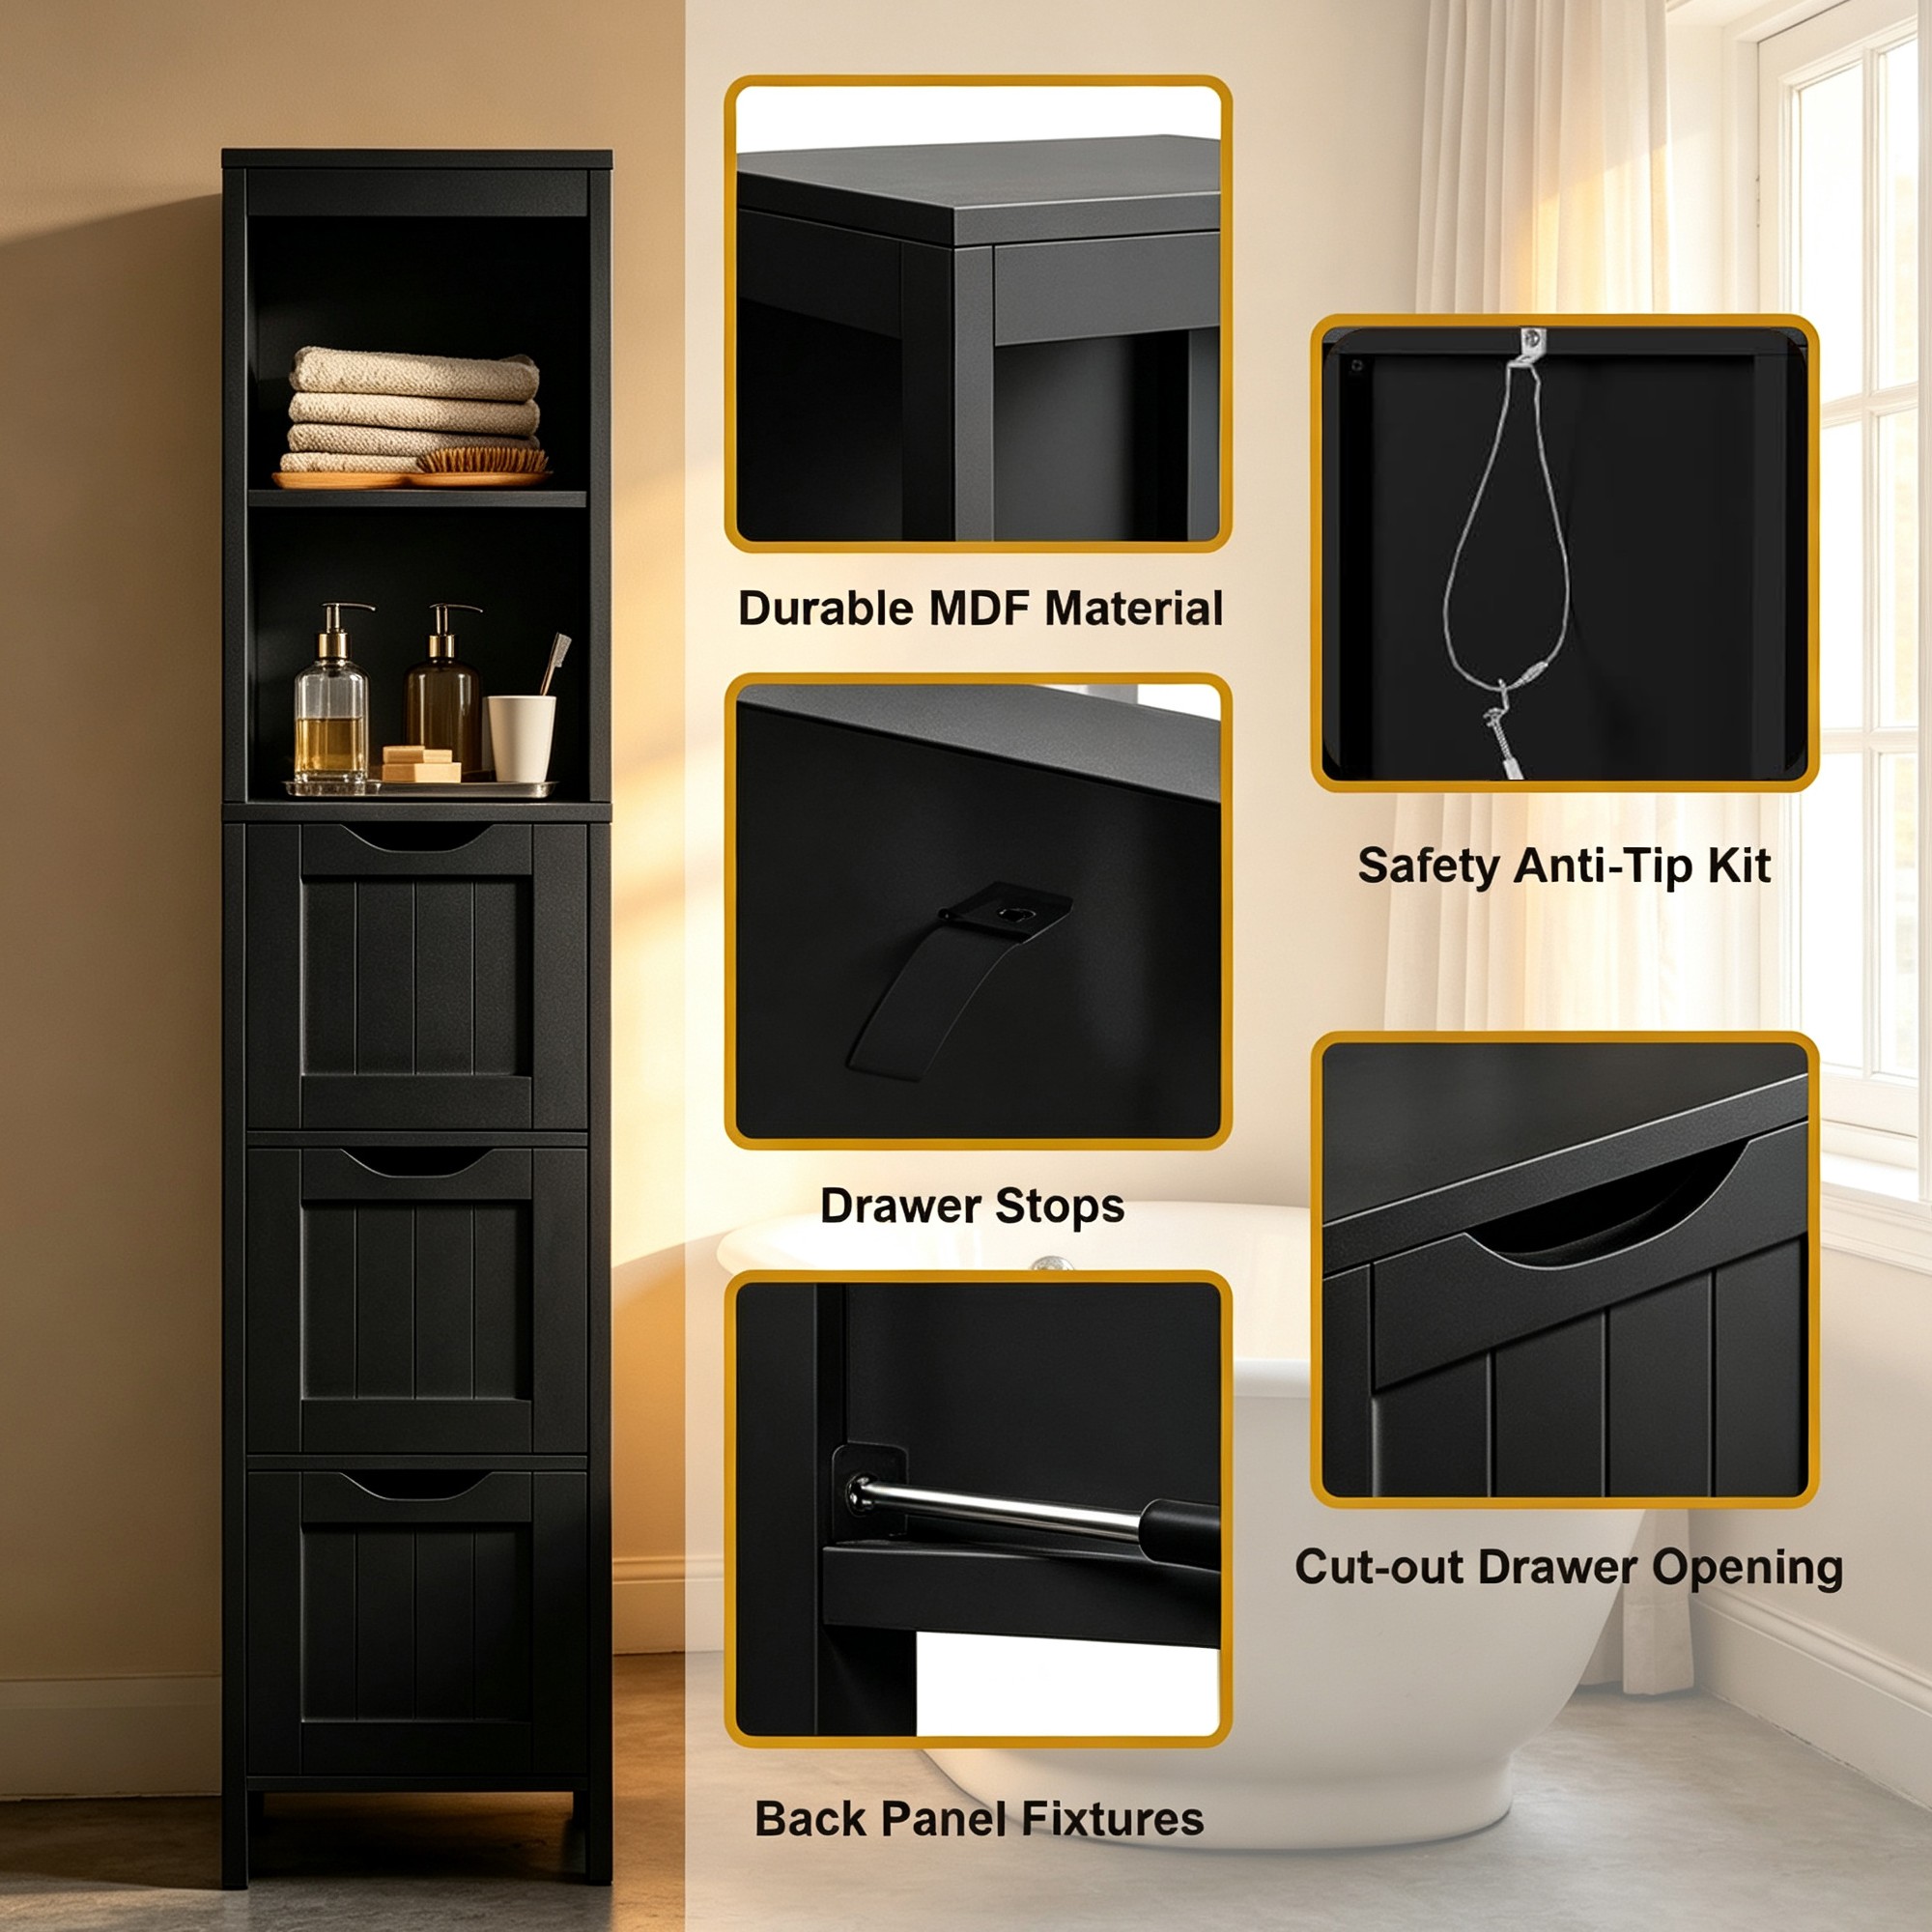 Durable MDF Material
Safety Anti-Tip Kit
Drawer Stops
Cut-out Drawer Opening
Back Panel Fixtures